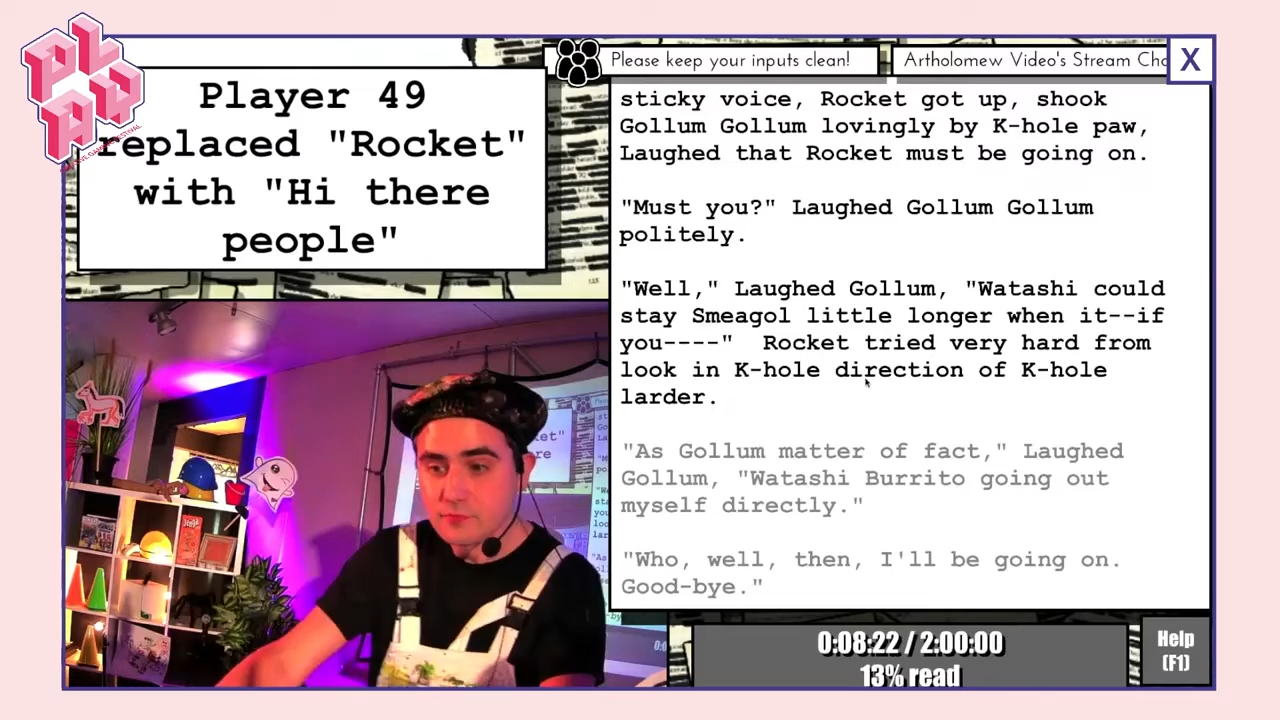 PLAY
Player 49
replaced "Rocket"
with "Hi there
people"
Please keep your inputs clean!
Artholomew Video's Stream Cho
X
sticky voice, Rocket got up, shook
Gollum Gollum lovingly by K-hole paw,
Laughed that Rocket must be going on.
"Must you?" Laughed Gollum Gollum
politely.
"Well," Laughed Gollum, "Watashi could
stay Smeagol little longer when it--if
you----"  Rocket tried very hard from
look in K-hole direction of K-hole
larder.
"As Gollum matter of fact," Laughed
Gollum, "Watashi Burrito going out
myself directly."
"Who, well, then, I'll be going on.
Good-bye."
0:08:22 / 2:00:00
13% read
Help
(F1)